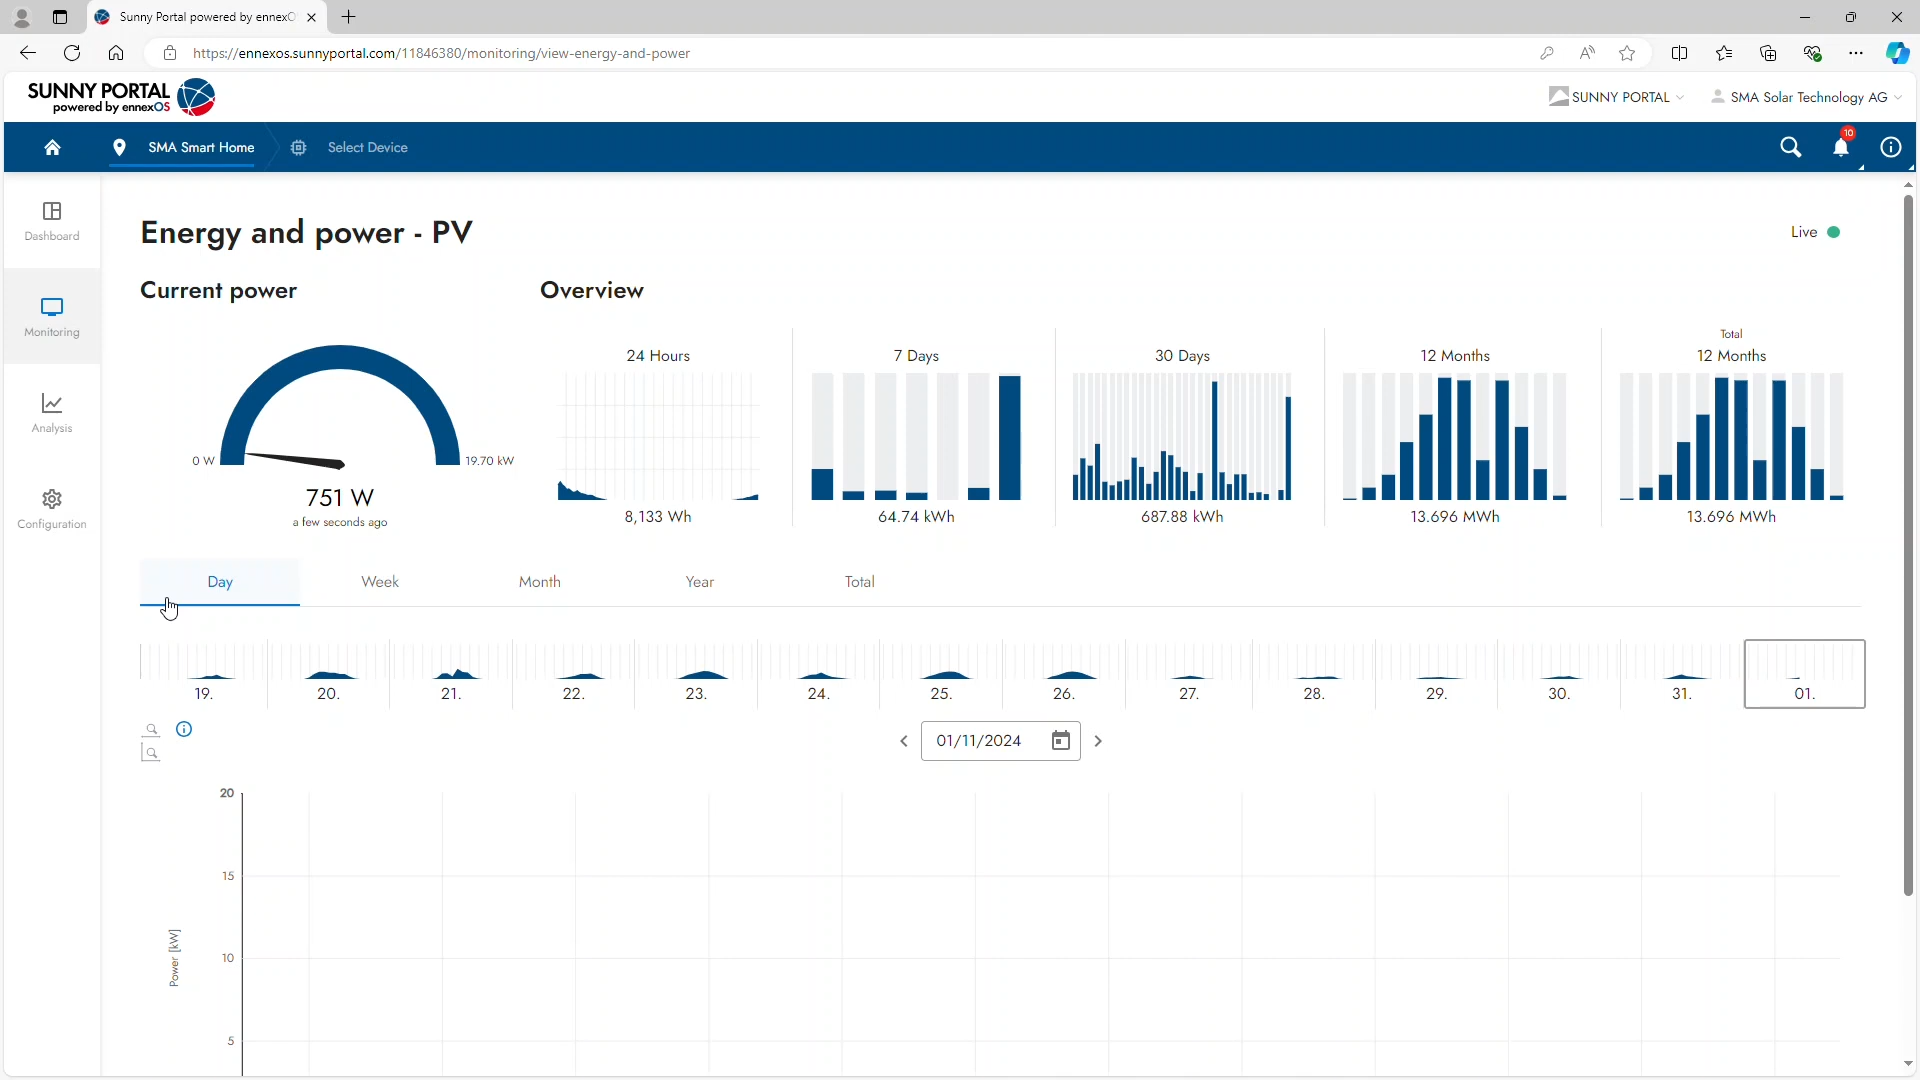 Sunny Portal powered by ennexO
https://ennexos.sunnyportal.com/11846380/monitoring/view-energy-and-power
SUNNY PORTAL
powered by ennexOS
SUNNY PORTAL
SMA Solar Technology AG
SMA Smart Home
Select Device
10
Dashboard
Monitoring
Analysis
Configuration
Energy and power - PV
Live
Current power
Overview
0 W
19.70 kW
751 W
a few seconds ago
24 Hours
8,133 Wh
7 Days
64.74 kWh
30 Days
687.88 kWh
12 Months
13.696 MWh
Total
12 Months
13.696 MWh
Day Week Month Year Total
19. 20. 21. 22. 23. 24. 25. 26. 27. 28. 29. 30. 31. 01.
01/11/2024
Power [kW]
20
15
10
5